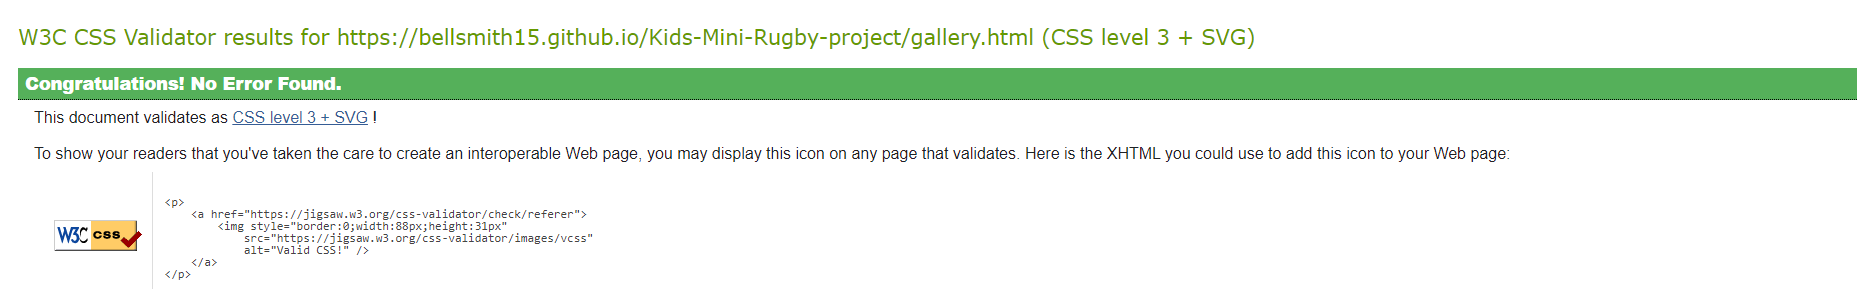 W3C CSS Validator results for https://bellsmith15.github.io/Kids-Mini-Rugby-project/gallery.html (CSS level 3 + SVG)
Congratulations! No Error Found.
This document validates as CSS level 3 + SVG !
To show your readers that you've taken the care to create an interoperable Web page, you may display this icon on any page that validates. Here is the XHTML you could use to add this icon to your Web page:
W3C css
<p>
    <a href="https://jigsaw.w3.org/css-validator/check/referer">
        <img style="border:0;width:88px;height:31px"
            src="https://jigsaw.w3.org/css-validator/images/vcss"
            alt="Valid CSS!" />
    </a>
</p>